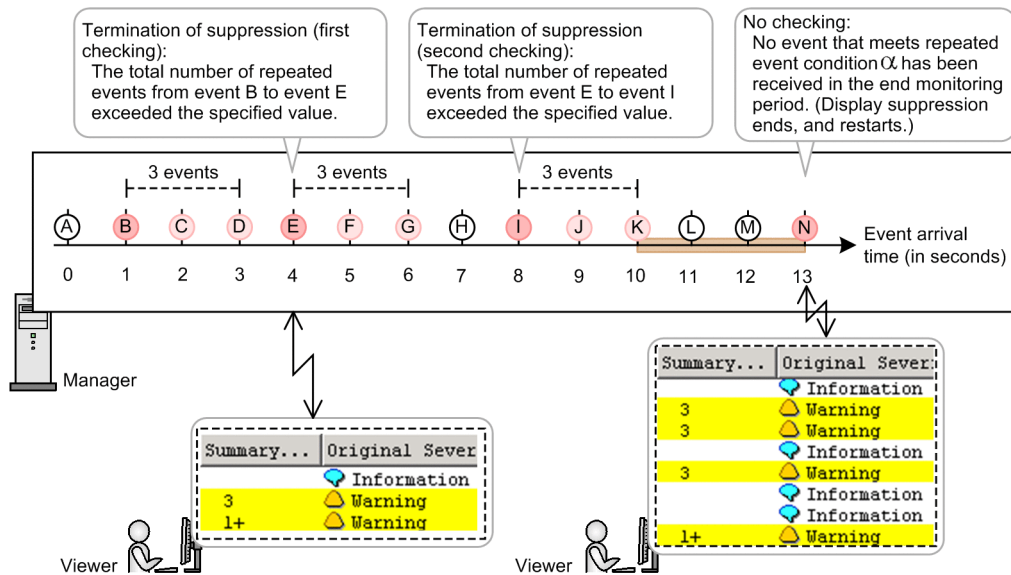 Termination of suppression (first
checking):
The total number of repeated
events from event B to event E
exceeded the specified value.
Termination of suppression
(second checking):
The total number of repeated
events from event E to event I
exceeded the specified value.
No checking:
No event that meets repeated
event condition α has been
received in the end monitoring
period. (Display suppression
ends, and restarts.)
3 events 3 events 3 events
A B C D E F G H I J K L M N
Event arrival
time (in seconds)
0 1 2 3 4 5 6 7 8 9 10 11 12 13
Manager
Summary... Original Sever
Information
3 Warning
1+ Warning
Viewer
Summary... Original Sever
Information
3 Warning
3 Warning
Information
3 Warning
Information
Information
1+ Warning
Viewer